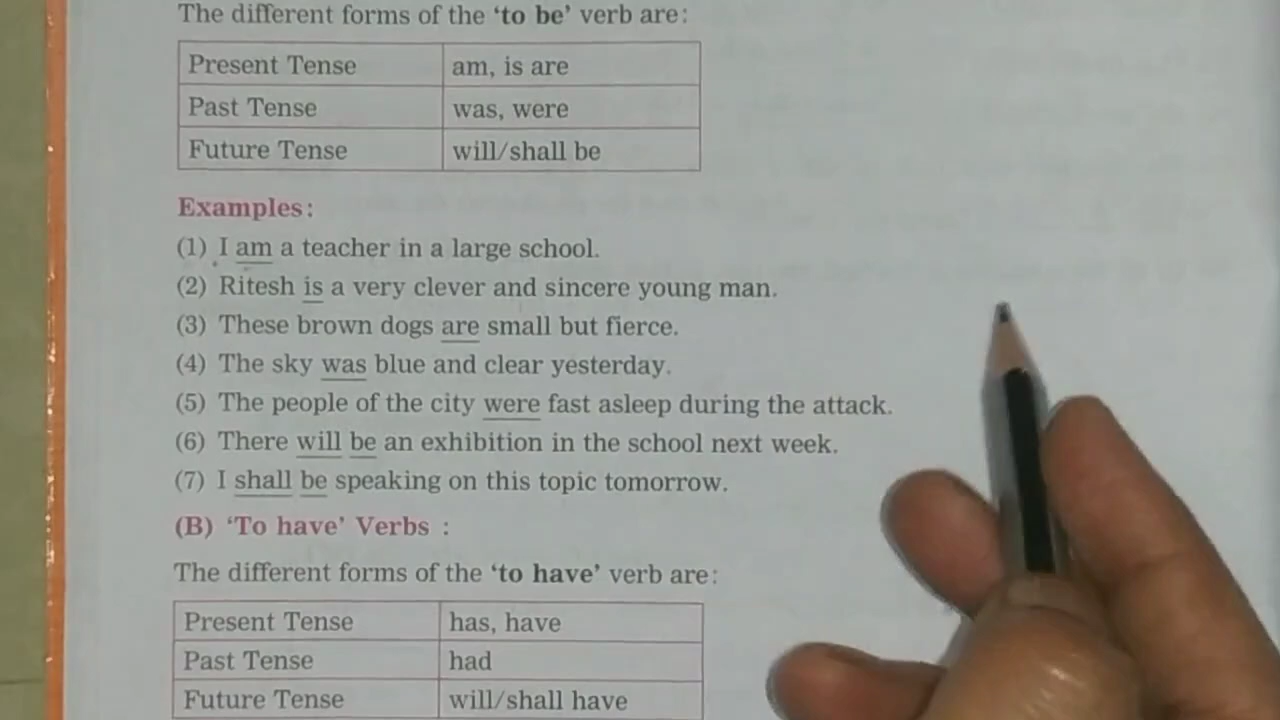 The different forms of the ‘to be’ verb are:
Present Tense am, is are
Past Tense was, were
Future Tense will/shall be
Examples:
(1) I am a teacher in a large school.
(2) Ritesh is a very clever and sincere young man.
(3) These brown dogs are small but fierce.
(4) The sky was blue and clear yesterday.
(5) The people of the city were fast asleep during the attack.
(6) There will be an exhibition in the school next week.
(7) I shall be speaking on this topic tomorrow.
(B) ‘To have’ Verbs :
The different forms of the ‘to have’ verb are:
Present Tense has, have
Past Tense had
Future Tense will/shall have